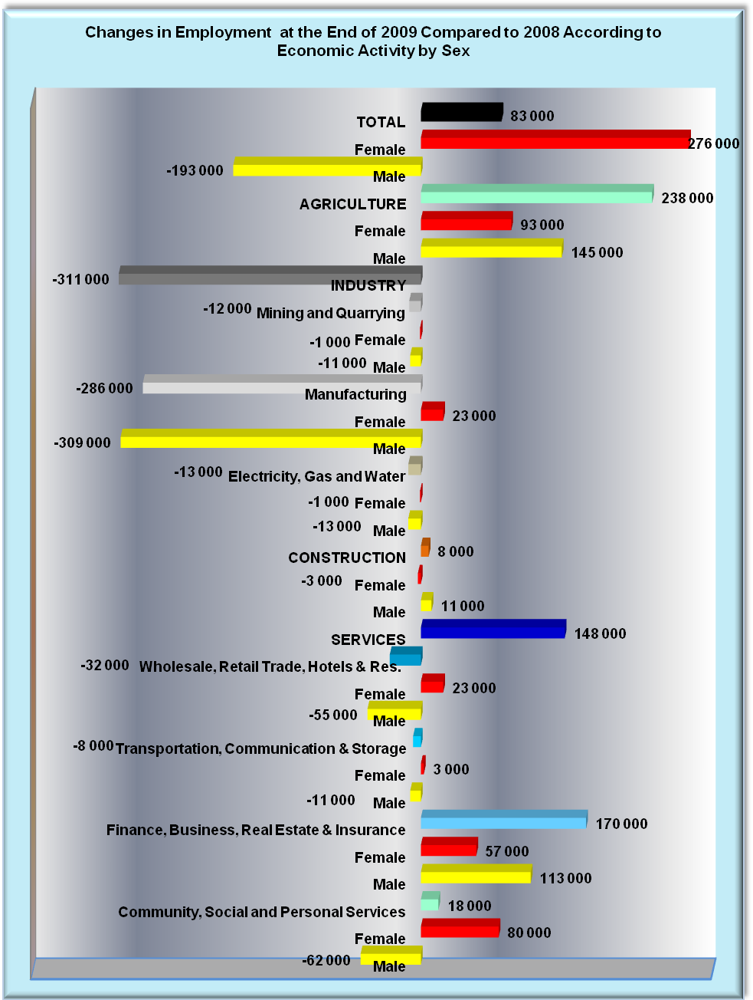 Changes in Employment at the End of 2009 Compared to 2008 According to
Economic Activity by Sex
TOTAL 83 000
Female 276 000
-193 000 Male
AGRICULTURE 238 000
Female 93 000
Male 145 000
-311 000 INDUSTRY
-12 000 Mining and Quarrying
-1 000 Female
-11 000 Male
-286 000 Manufacturing
Female 23 000
-309 000 Male
-13 000 Electricity, Gas and Water
-1 000 Female
-13 000 Male
CONSTRUCTION 8 000
-3 000 Female
Male 11 000
SERVICES 148 000
-32 000 Wholesale, Retail Trade, Hotels & Res.
Female 23 000
-55 000 Male
-8 000 Transportation, Communication & Storage
Female 3 000
-11 000 Male
Finance, Business, Real Estate & Insurance 170 000
Female 57 000
Male 113 000
Community, Social and Personal Services 18 000
Female 80 000
-62 000 Male